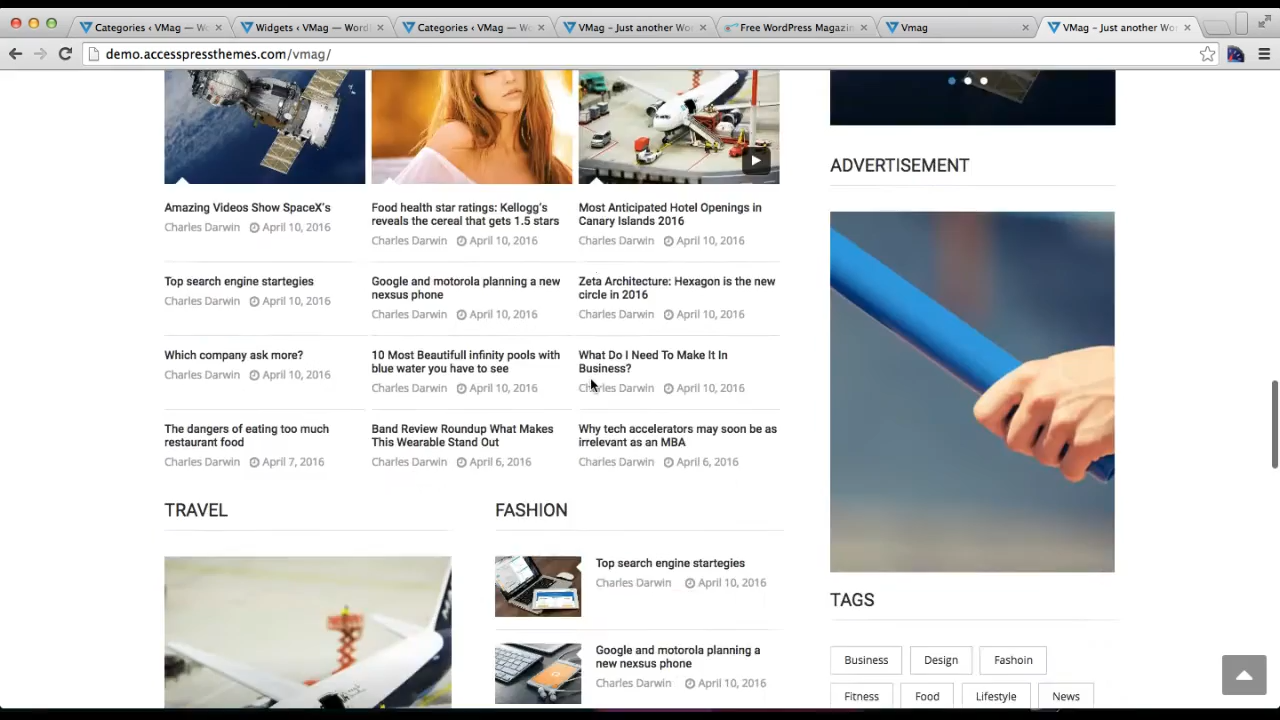 Categories ‹ VMag — Wo
Widgets ‹ VMag — WordP
Categories ‹ VMag — Wo
VMag – Just another Wor
Free WordPress Magazin
Vmag
VMag – Just another Wor
demo.accesspressthemes.com/vmag/
Amazing Videos Show SpaceX's
Charles Darwin April 10, 2016
Food health star ratings: Kellogg's
reveals the cereal that gets 1.5 stars
Charles Darwin April 10, 2016
Most Anticipated Hotel Openings in
Canary Islands 2016
Charles Darwin April 10, 2016
Top search engine startegies
Charles Darwin April 10, 2016
Google and motorola planning a new
nexsus phone
Charles Darwin April 10, 2016
Zeta Architecture: Hexagon is the new
circle in 2016
Charles Darwin April 10, 2016
Which company ask more?
Charles Darwin April 10, 2016
10 Most Beautifull infinity pools with
blue water you have to see
Charles Darwin April 10, 2016
What Do I Need To Make It In
Business?
Charles Darwin April 10, 2016
The dangers of eating too much
restaurant food
Charles Darwin April 7, 2016
Band Review Roundup What Makes
This Wearable Stand Out
Charles Darwin April 6, 2016
Why tech accelerators may soon be as
irrelevant as an MBA
Charles Darwin April 6, 2016
TRAVEL
FASHION
Top search engine startegies
Charles Darwin April 10, 2016
Google and motorola planning a
new nexsus phone
Charles Darwin April 10, 2016
ADVERTISEMENT
TAGS
Business Design Fashoin
Fitness Food Lifestyle News